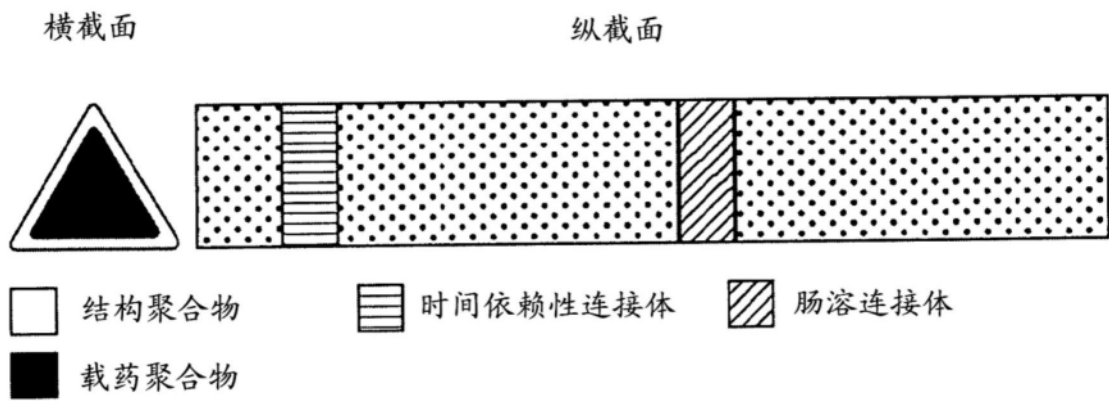 横截面
纵截面
结构聚合物
时间依赖性连接体
肠溶连接体
载药聚合物